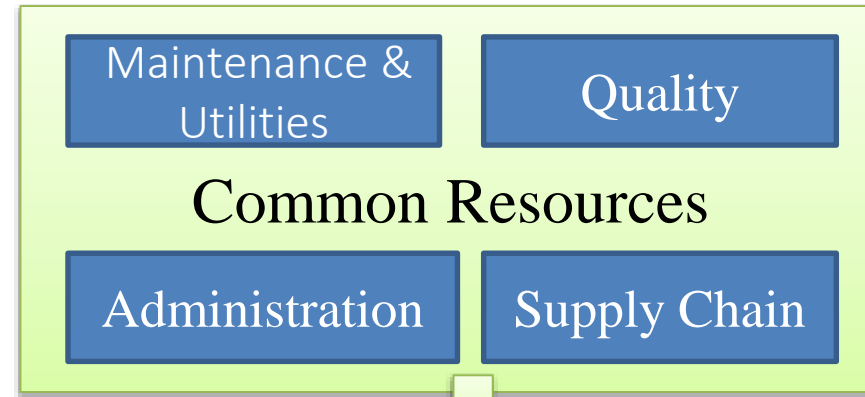 Maintenance &
Utilities
Quality
Common Resources
Administration
Supply Chain